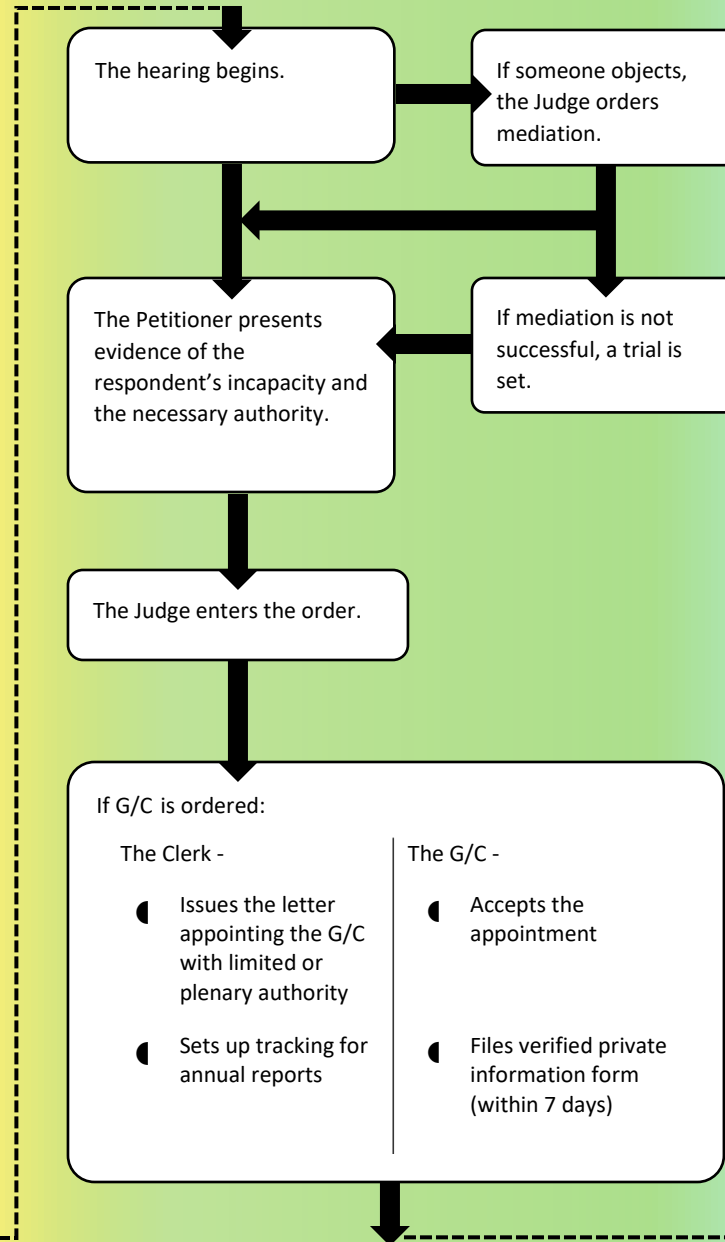 The hearing begins.
If someone objects,
the Judge orders
mediation.
The Petitioner presents
evidence of the
respondent’s incapacity and
the necessary authority.
If mediation is not
successful, a trial is
set.
The Judge enters the order.
If G/C is ordered:
The Clerk -
Issues the letter
appointing the G/C
with limited or
plenary authority
Sets up tracking for
annual reports
The G/C -
Accepts the
appointment
Files verified private
information form
(within 7 days)